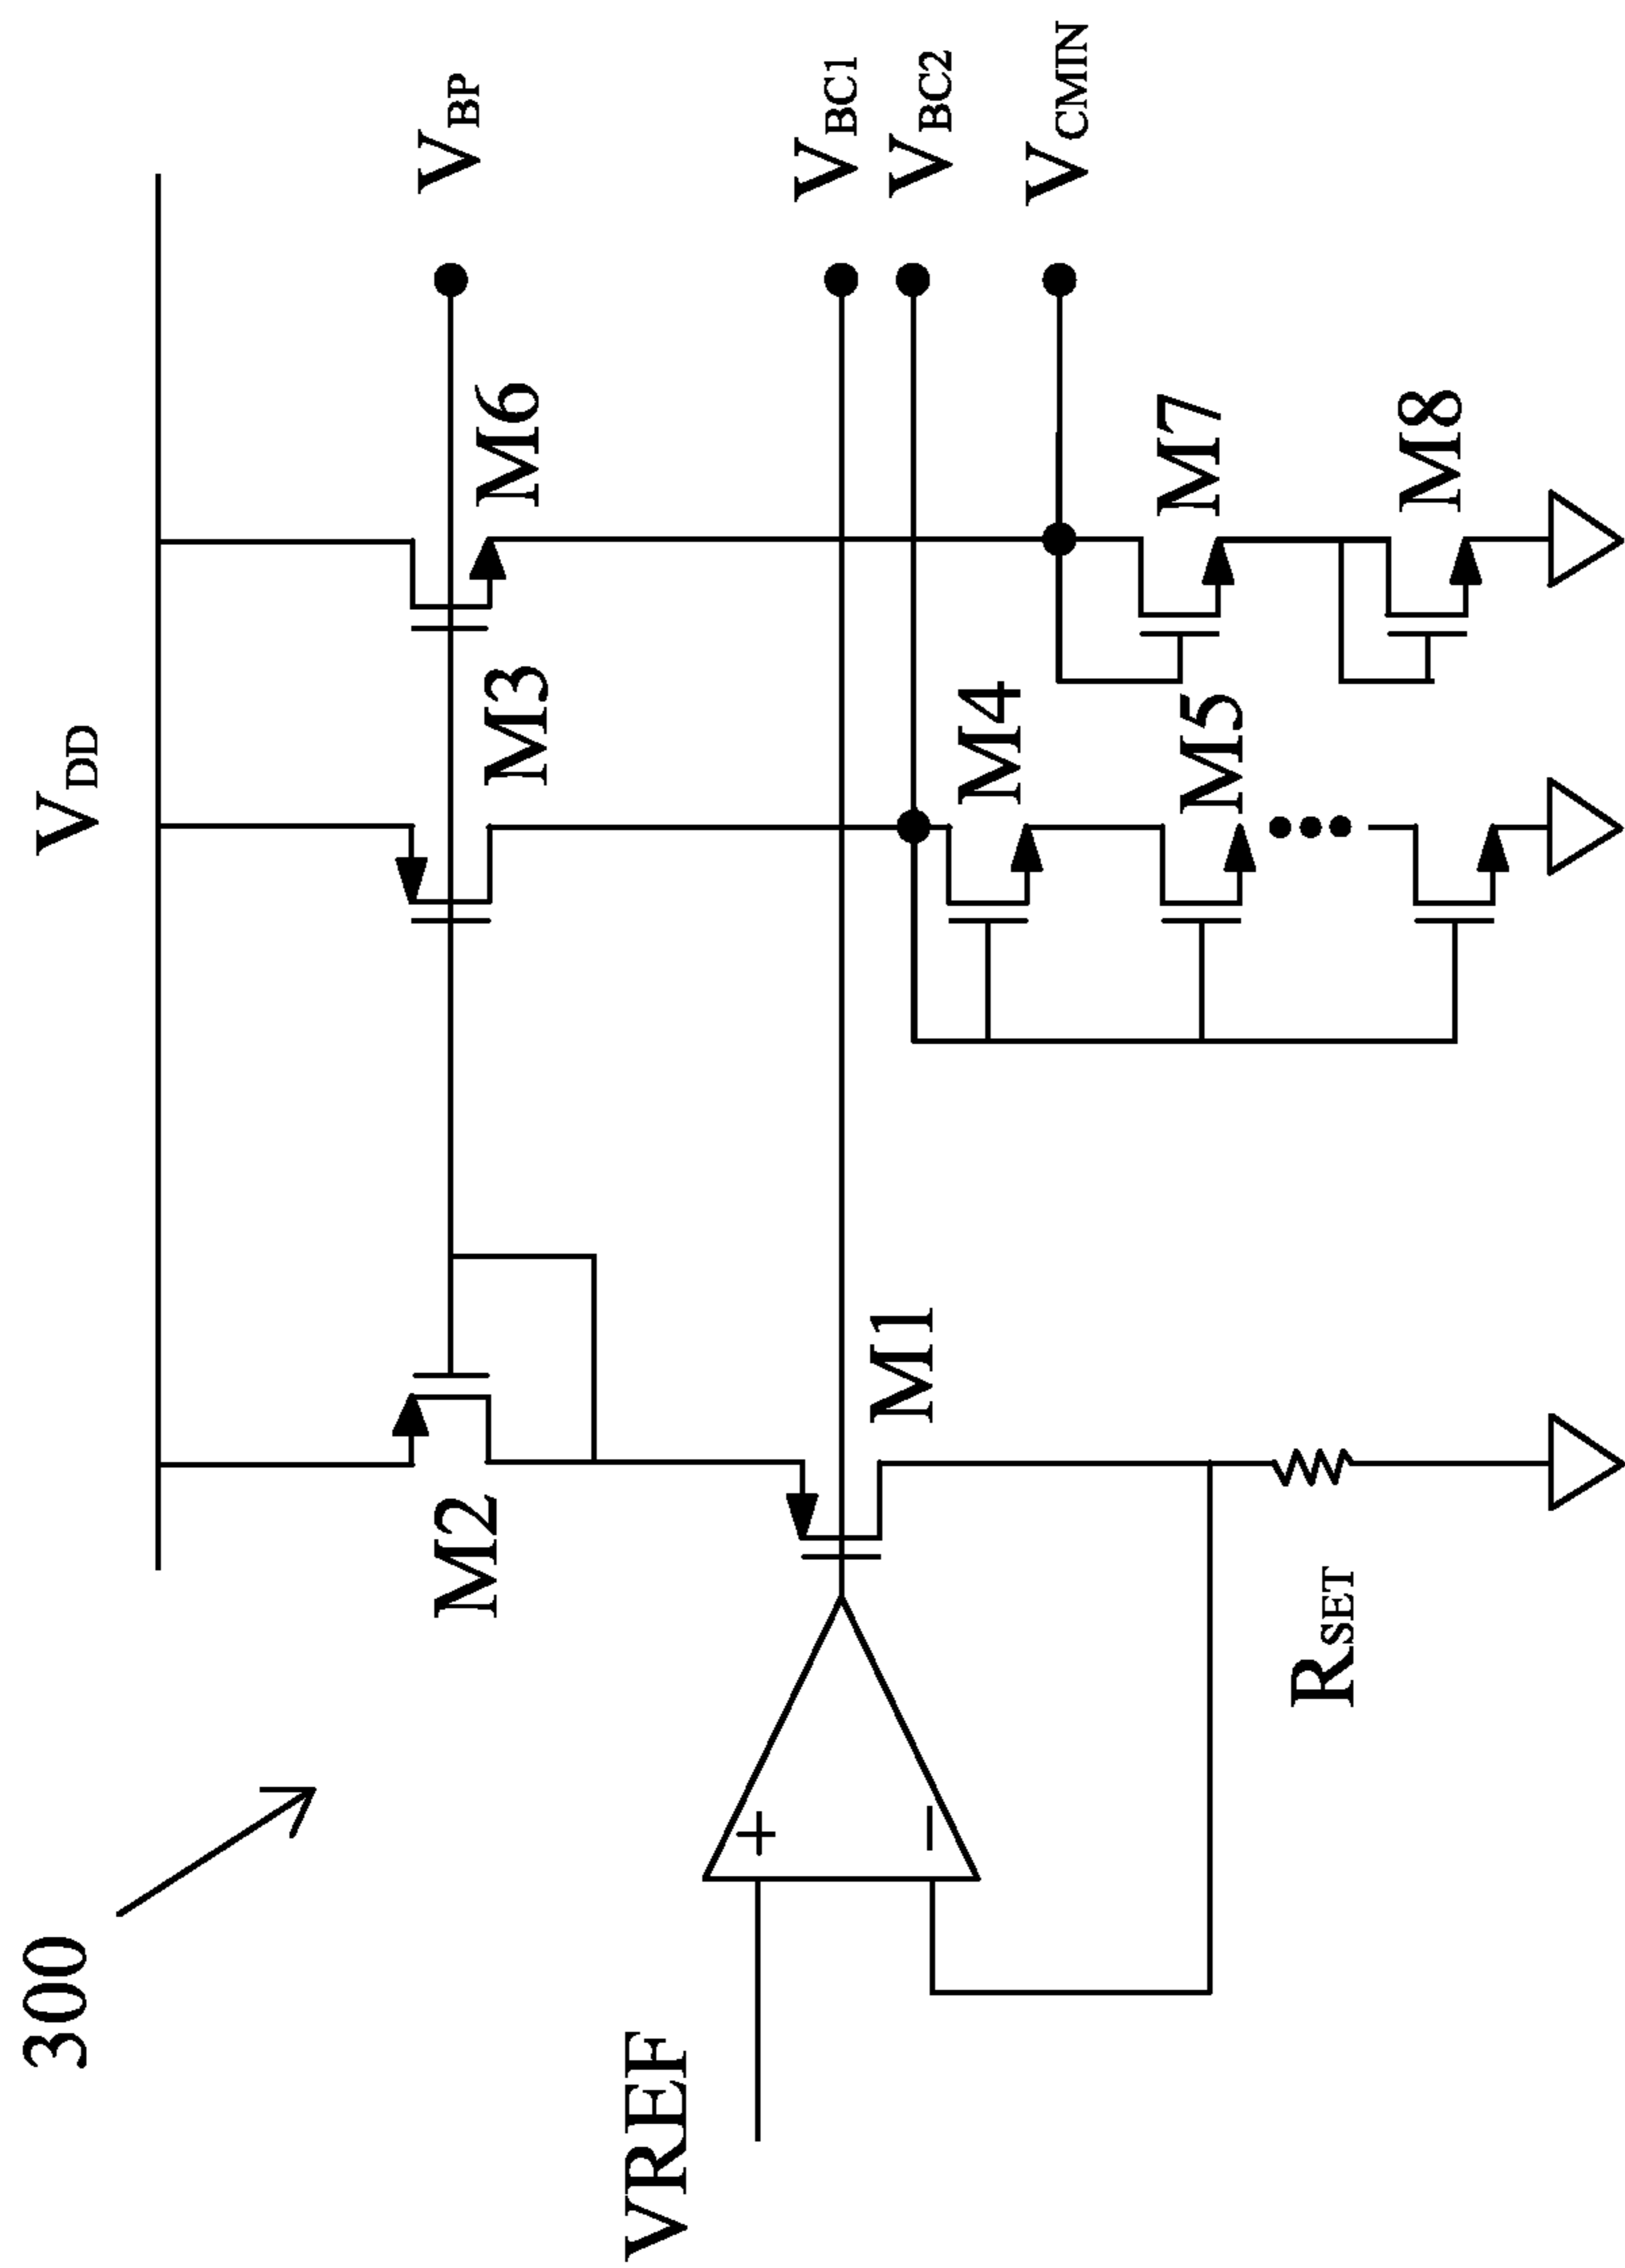 300
V_DD
V_BP
M2
M3
M6
VREF
+
−
M1
V_BC1
V_BC2
V_CMIN
M4
M7
M5
M8
R_SET